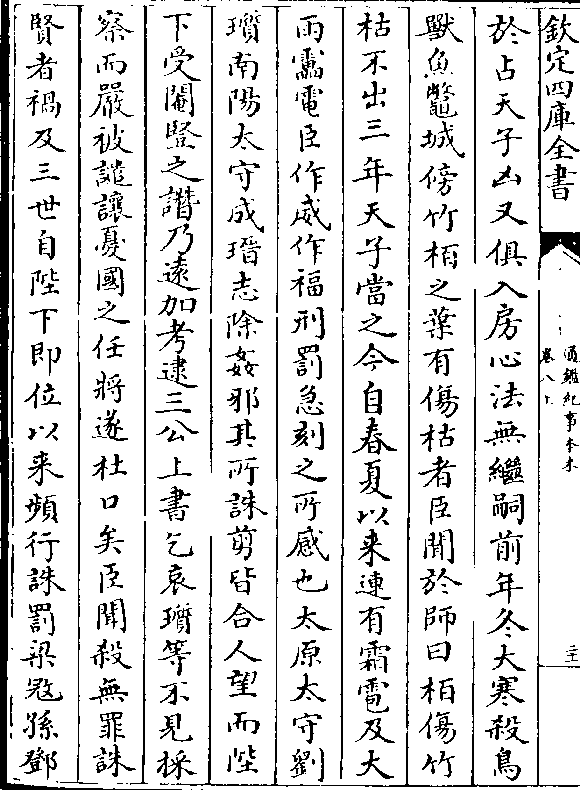 欽定四庫全書
通鑑紀事本末
卷八上
三十一
於占天子凶又俱入房心法無繼嗣前年冬大寒殺鳥
獸魚鼈城傍竹栢之葉有傷枯者臣聞於師曰栢傷竹
枯不出三年天子當之今自春夏以来連有霜雹及大
雨靁電臣作威作福刑罰急刻之所感也太原太守劉
瓆南陽太守成瑨志除姦邪其所誅剪皆合人望而陛
下受閹豎之譖乃遠加考逮三公上書乞哀瓆等不見採
察而嚴被譴讓憂國之任將遂杜口矣臣聞殺無罪誅
賢者禍及三世自陛下即位以来頻行誅罰梁冦孫鄧